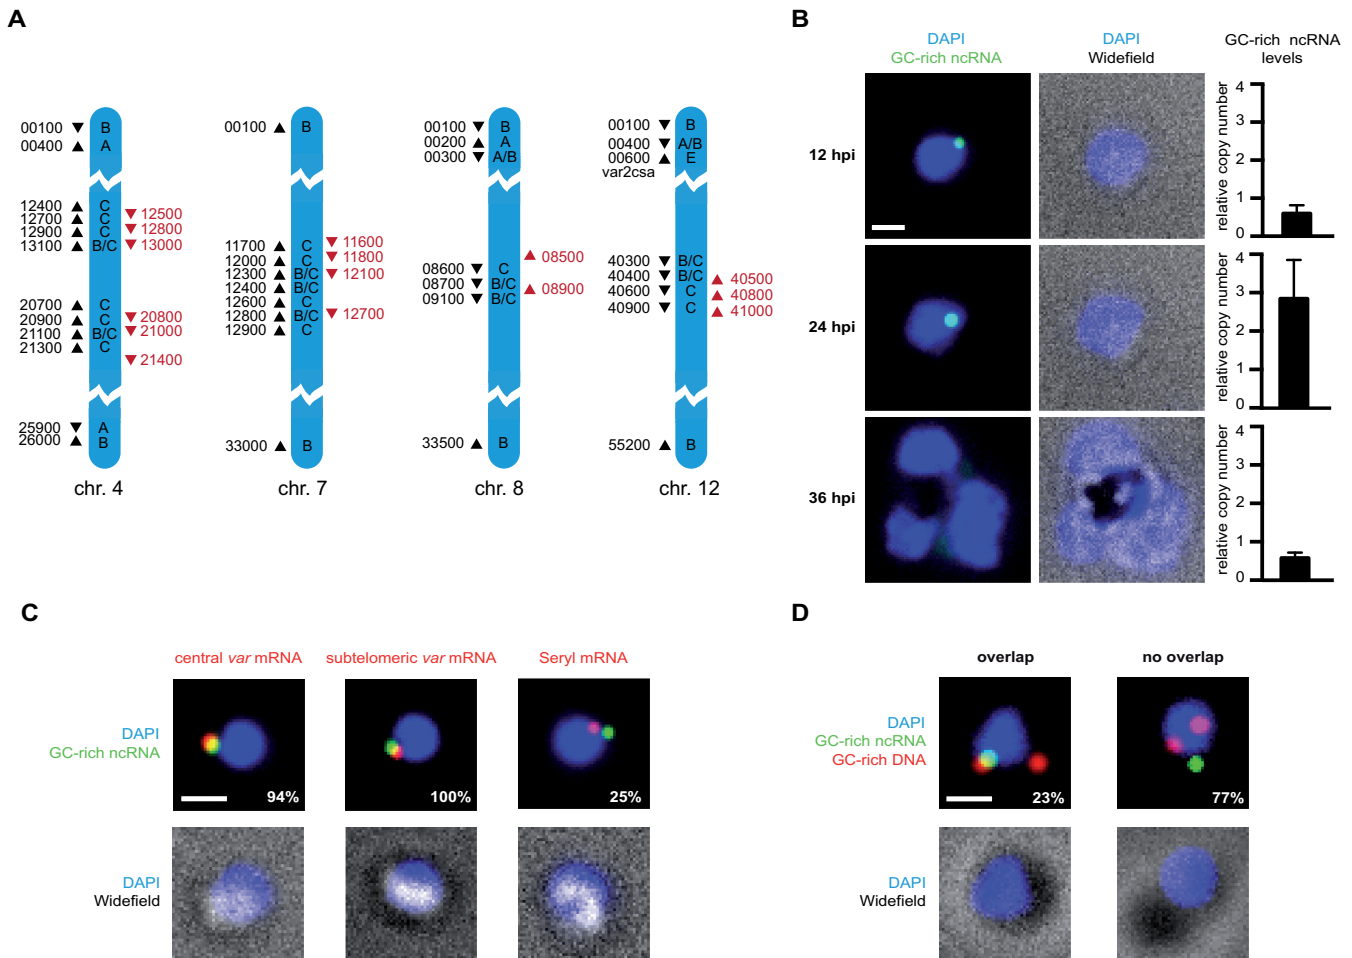 A
00100 ▼ B
00400 ▲ A
12400 ▲ C
▼ 12500
12700 ▲ C
▼ 12800
12900 ▲ C
▼ 13000
13100 ▲ B/C
20700 ▲ C
▼ 20800
20900 ▲ C
▼ 21000
21100 ▲ B/C
21300 ▲ C
▼ 21400
25900 ▼ A
26000 ▲ B
chr. 4
00100 ▲ B
▼ 11600
11700 ▲ C
▼ 11800
12000 ▲ C
▼ 12100
12300 ▲ B/C
12400 ▲ B/C
12600 ▲ C
▼ 12700
12800 ▲ B/C
12900 ▲ C
33000 ▲ B
chr. 7
00100 ▼ B
00200 ▲ A
00300 ▼ A/B
▲ 08500
08600 ▼ C
08700 ▼ B/C
▲ 08900
09100 ▼ B/C
33500 ▲ B
chr. 8
00100 ▼ B
00400 ▼ A/B
00600 ▲ E
var2csa
40300 ▼ B/C
40400 ▼ B/C
▲ 40500
40600 ▼ C
▲ 40800
40900 ▼ C
▲ 41000
55200 ▲ B
chr. 12
B
DAPI
GC-rich ncRNA
DAPI
Widefield
GC-rich ncRNA
levels
12 hpi
relative copy number
4
3
2
1
0
24 hpi
relative copy number
4
3
2
1
0
36 hpi
relative copy number
4
3
2
1
0
C
central var mRNA
subtelomeric var mRNA
Seryl mRNA
DAPI
GC-rich ncRNA
94%
100%
25%
DAPI
Widefield
D
overlap
no overlap
DAPI
GC-rich ncRNA
GC-rich DNA
23%
77%
DAPI
Widefield